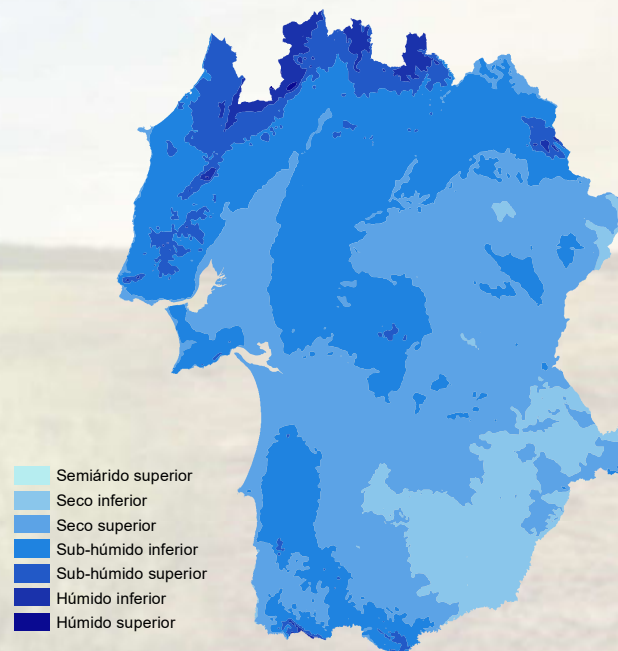 Semiárido superior
Seco inferior
Seco superior
Sub-húmido inferior
Sub-húmido superior
Húmido inferior
Húmido superior